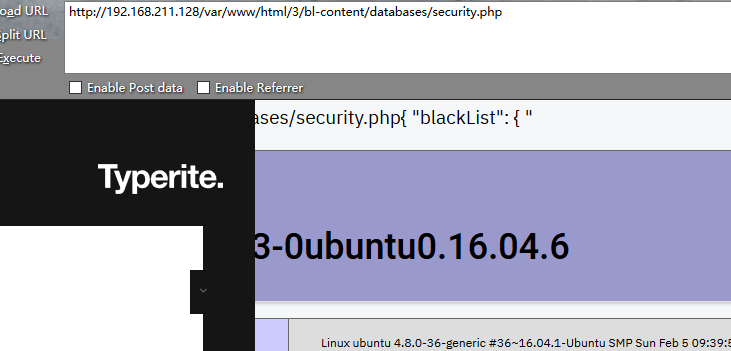 oad URL
http://192.168.211.128/var/www/html/3/bl-content/databases/security.php
plit URL
Execute
Enable Post data
Enable Referrer
ases/security.php{ "blackList": { "
Typerite.
3-0ubuntu0.16.04.6
Linux ubuntu 4.8.0-36-generic #36~16.04.1-Ubuntu SMP Sun Feb 5 09:39:5